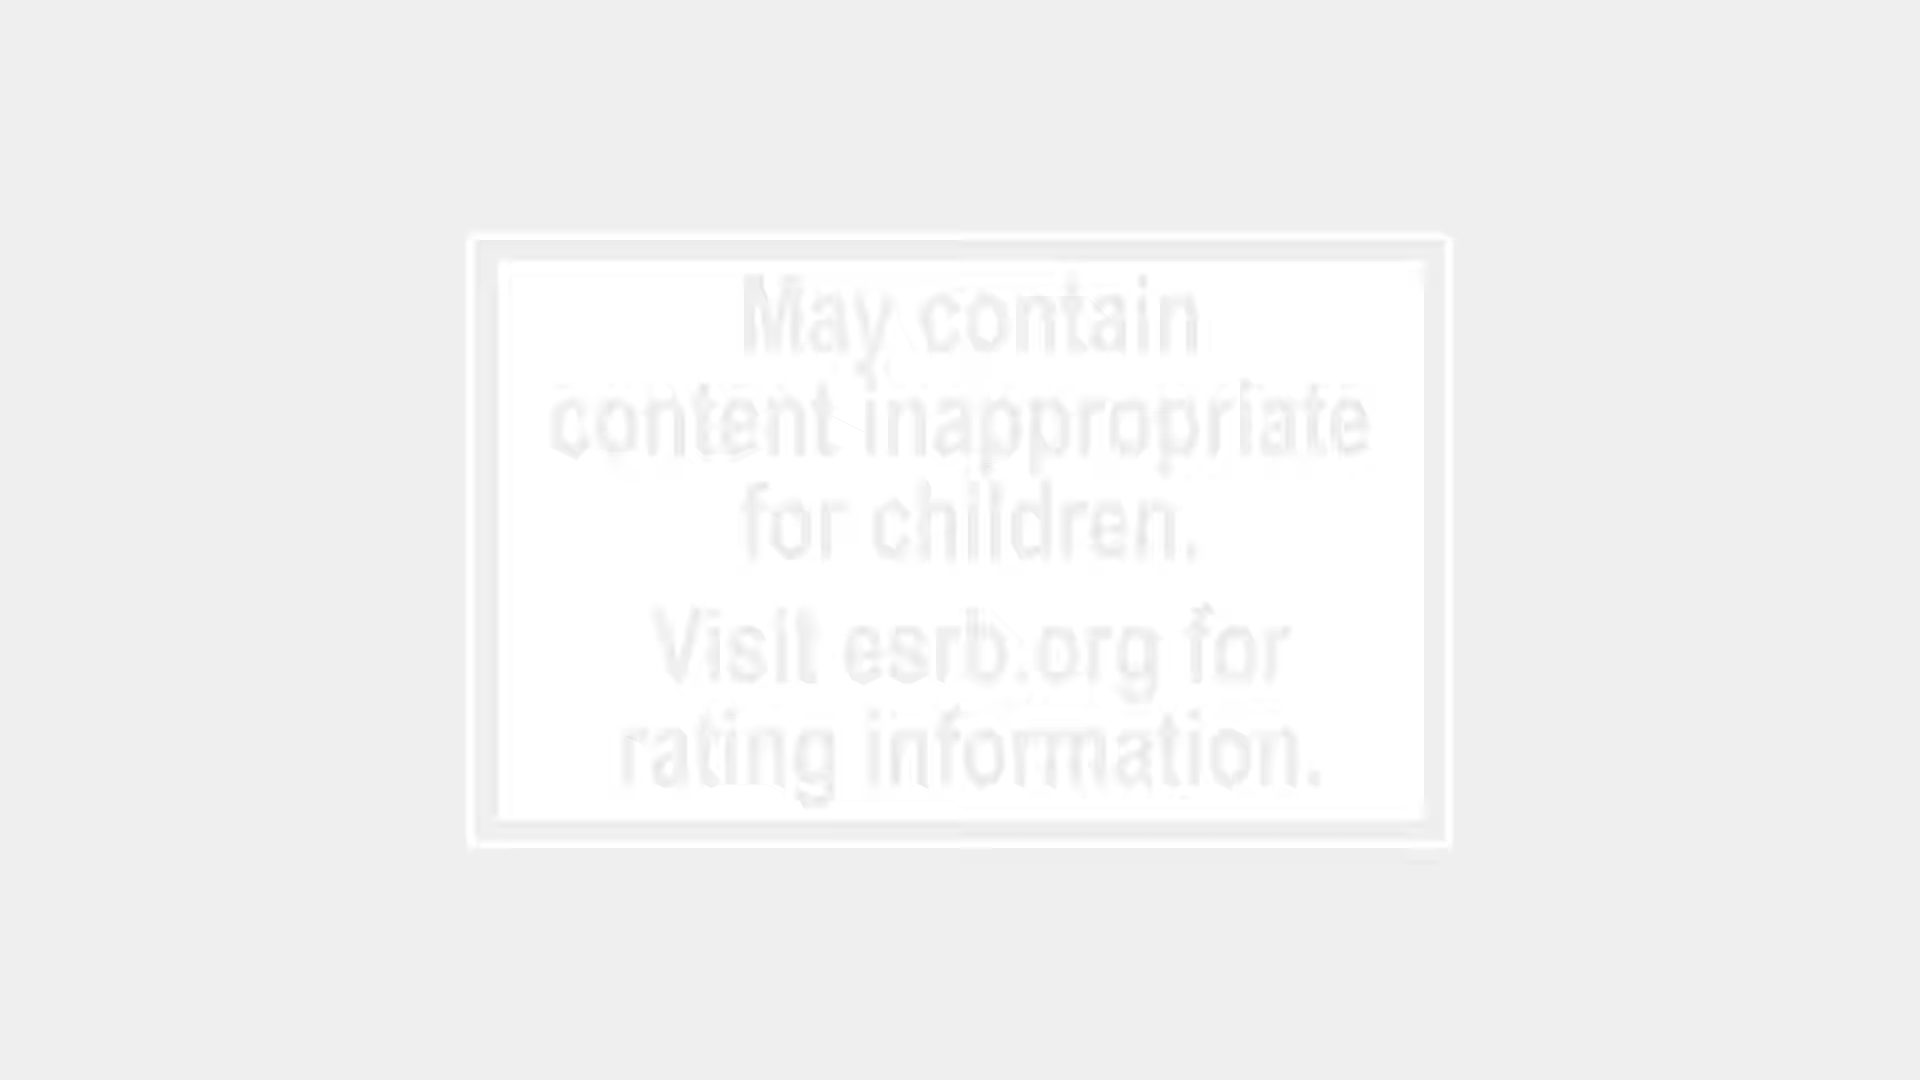 May contain
content inappropriate
for children.
Visit esrb.org for
rating information.